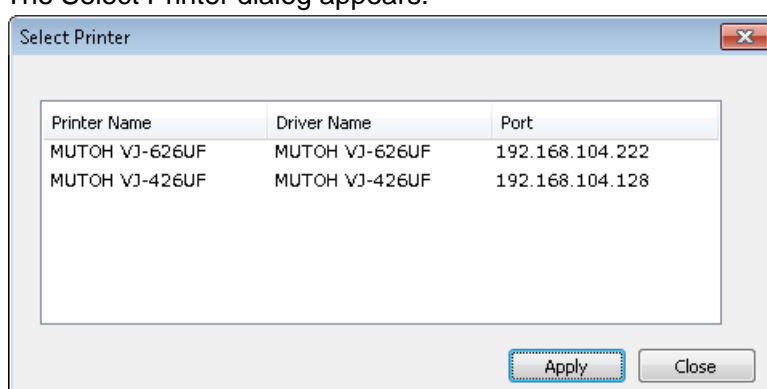 The Select Printer dialog appears.
Select Printer
Printer Name Driver Name Port
MUTOH VJ-626UF MUTOH VJ-626UF 192.168.104.222
MUTOH VJ-426UF MUTOH VJ-426UF 192.168.104.128
Apply Close